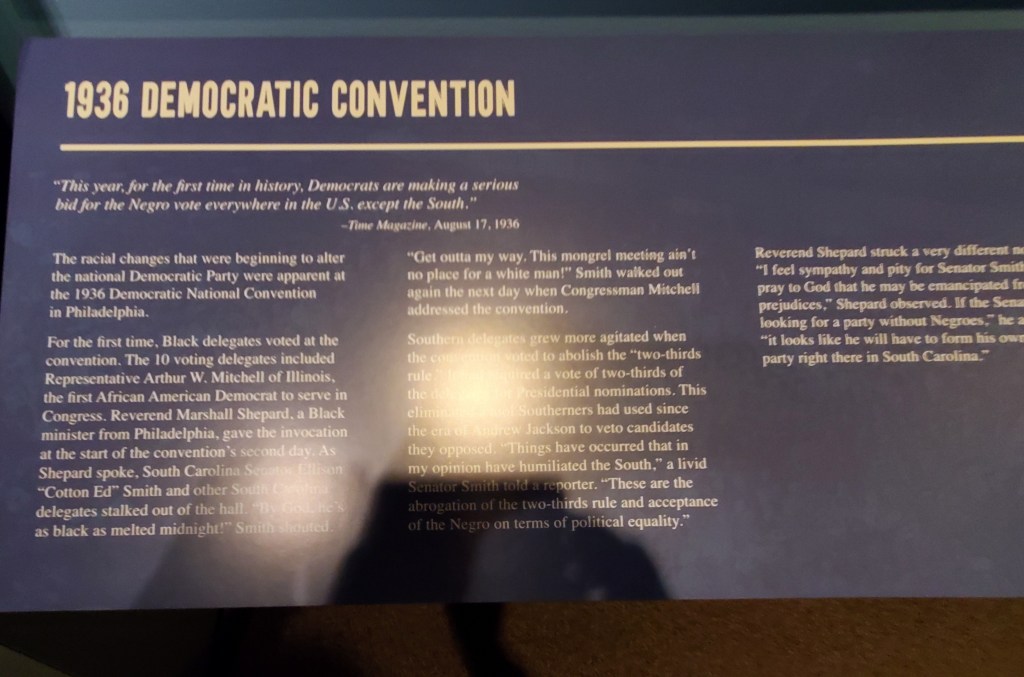 1936 DEMOCRATIC CONVENTION
“This year, for the first time in history, Democrats are making a serious
bid for the Negro vote everywhere in the U.S. except the South.”
–Time Magazine, August 17, 1936
The racial changes that were beginning to alter
the national Democratic Party were apparent at
the 1936 Democratic National Convention
in Philadelphia.
For the first time, Black delegates voted at the
convention. The 10 voting delegates included
Representative Arthur W. Mitchell of Illinois,
the first African American Democrat to serve in
Congress. Reverend Marshall Shepard, a Black
minister from Philadelphia, gave the invocation
at the start of the convention’s second day. As
Shepard spoke, South Carolina Senator Ellison
“Cotton Ed” Smith and other South Carolina
delegates stalked out of the hall. “By God, he’s
as black as melted midnight!” Smith shouted.
“Get outta my way. This mongrel meeting ain’t
no place for a white man!” Smith walked out
again the next day when Congressman Mitchell
addressed the convention.
Southern delegates grew more agitated when
the convention voted to abolish the “two-thirds
rule a vote of two-thirds of
the Presidential nominations. This
Southerners had used since
the era of Andrew Jackson to veto candidates
they opposed. “Things have occurred that in
my opinion have humiliated the South,” a livid
Senator Smith told a reporter. “These are the
abrogation of the two-thirds rule and acceptance
of the Negro on terms of political equality.”
Reverend Shepard struck a very different
“I feel sympathy and pity for Senator Smith
pray to God that he may be emancipated
prejudices,” Shepard observed. If the
looking for a party without Negroes,” he
“it looks like he will have to form his own
party right there in South Carolina.”